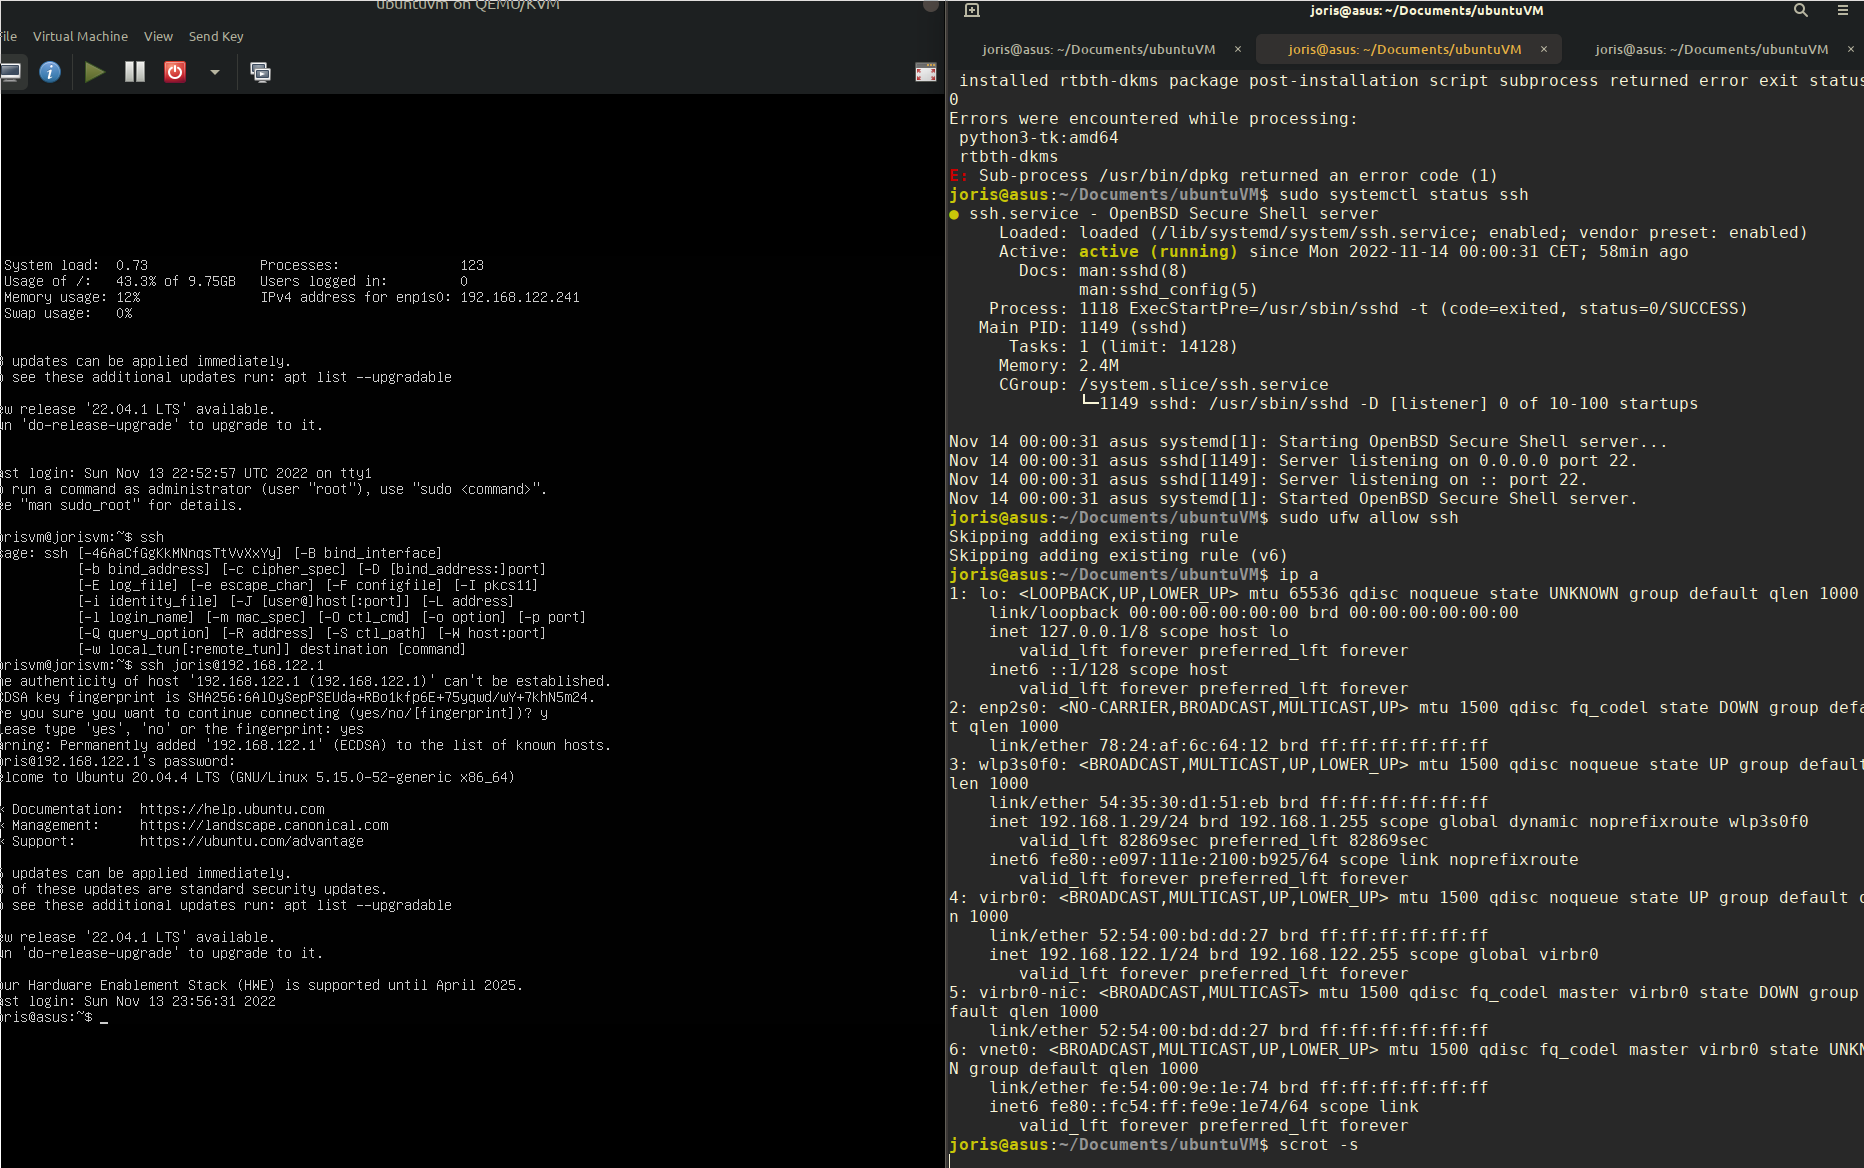 ubuntuvm on QEMU/KVM
ile Virtual Machine View Send Key
System load: 0.73 Processes: 123
Usage of /: 43.3% of 9.75GB Users logged in: 0
Memory usage: 12% IPv4 address for enp1s0: 192.168.122.241
Swap usage: 0%
updates can be applied immediately.
see these additional updates run: apt list --upgradable
ew release '22.04.1 LTS' available.
un 'do-release-upgrade' to upgrade to it.
ast login: Sun Nov 13 22:52:57 UTC 2022 on tty1
run a command as administrator (user "root"), use "sudo <command>".
ee "man sudo_root" for details.
orisvm@jorisvm:~$ ssh
sage: ssh [-46AaCfGgKkMNnqsTtVvXxYy] [-B bind_interface]
[-b bind_address] [-c cipher_spec] [-D [bind_address:]port]
[-E log_file] [-e escape_char] [-F configfile] [-I pkcs11]
[-i identity_file] [-J [user@]host[:port]] [-L address]
[-l login_name] [-m mac_spec] [-O ctl_cmd] [-o option] [-p port]
[-Q query_option] [-R address] [-S ctl_path] [-W host:port]
[-w local_tun[:remote_tun]] destination [command]
orisvm@jorisvm:~$ ssh joris@192.168.122.1
he authenticity of host '192.168.122.1 (192.168.122.1)' can't be established.
CDSA key fingerprint is SHA256:6AlOySepPSEUda+RBo1kfp6E+75yqwd/wY+7khN5m24.
re you sure you want to continue connecting (yes/no/[fingerprint])? y
lease type 'yes', 'no' or the fingerprint: yes
arning: Permanently added '192.168.122.1' (ECDSA) to the list of known hosts.
oris@192.168.122.1's password:
elcome to Ubuntu 20.04.4 LTS (GNU/Linux 5.15.0-52-generic x86_64)
* Documentation: https://help.ubuntu.com
* Management: https://landscape.canonical.com
* Support: https://ubuntu.com/advantage
updates can be applied immediately.
of these updates are standard security updates.
see these additional updates run: apt list --upgradable
ew release '22.04.1 LTS' available.
un 'do-release-upgrade' to upgrade to it.
our Hardware Enablement Stack (HWE) is supported until April 2025.
ast login: Sun Nov 13 23:56:31 2022
oris@asus:~$ _
joris@asus: ~/Documents/ubuntuVM
joris@asus: ~/Documents/ubuntuVM × joris@asus: ~/Documents/ubuntuVM × joris@asus: ~/Documents/ubuntuVM ×
installed rtbth-dkms package post-installation script subprocess returned error exit status
0
Errors were encountered while processing:
python3-tk:amd64
rtbth-dkms
E: Sub-process /usr/bin/dpkg returned an error code (1)
joris@asus:~/Documents/ubuntuVM$ sudo systemctl status ssh
● ssh.service - OpenBSD Secure Shell server
Loaded: loaded (/lib/systemd/system/ssh.service; enabled; vendor preset: enabled)
Active: active (running) since Mon 2022-11-14 00:00:31 CET; 58min ago
Docs: man:sshd(8)
man:sshd_config(5)
Process: 1118 ExecStartPre=/usr/sbin/sshd -t (code=exited, status=0/SUCCESS)
Main PID: 1149 (sshd)
Tasks: 1 (limit: 14128)
Memory: 2.4M
CGroup: /system.slice/ssh.service
└─1149 sshd: /usr/sbin/sshd -D [listener] 0 of 10-100 startups
Nov 14 00:00:31 asus systemd[1]: Starting OpenBSD Secure Shell server...
Nov 14 00:00:31 asus sshd[1149]: Server listening on 0.0.0.0 port 22.
Nov 14 00:00:31 asus sshd[1149]: Server listening on :: port 22.
Nov 14 00:00:31 asus systemd[1]: Started OpenBSD Secure Shell server.
joris@asus:~/Documents/ubuntuVM$ sudo ufw allow ssh
Skipping adding existing rule
Skipping adding existing rule (v6)
joris@asus:~/Documents/ubuntuVM$ ip a
1: lo: <LOOPBACK,UP,LOWER_UP> mtu 65536 qdisc noqueue state UNKNOWN group default qlen 1000
link/loopback 00:00:00:00:00:00 brd 00:00:00:00:00:00
inet 127.0.0.1/8 scope host lo
valid_lft forever preferred_lft forever
inet6 ::1/128 scope host
valid_lft forever preferred_lft forever
2: enp2s0: <NO-CARRIER,BROADCAST,MULTICAST,UP> mtu 1500 qdisc fq_codel state DOWN group defa
t qlen 1000
link/ether 78:24:af:6c:64:12 brd ff:ff:ff:ff:ff:ff
3: wlp3s0f0: <BROADCAST,MULTICAST,UP,LOWER_UP> mtu 1500 qdisc noqueue state UP group default
len 1000
link/ether 54:35:30:d1:51:eb brd ff:ff:ff:ff:ff:ff
inet 192.168.1.29/24 brd 192.168.1.255 scope global dynamic noprefixroute wlp3s0f0
valid_lft 82869sec preferred_lft 82869sec
inet6 fe80::e097:111e:2100:b925/64 scope link noprefixroute
valid_lft forever preferred_lft forever
4: virbr0: <BROADCAST,MULTICAST,UP,LOWER_UP> mtu 1500 qdisc noqueue state UP group default q
n 1000
link/ether 52:54:00:bd:dd:27 brd ff:ff:ff:ff:ff:ff
inet 192.168.122.1/24 brd 192.168.122.255 scope global virbr0
valid_lft forever preferred_lft forever
5: virbr0-nic: <BROADCAST,MULTICAST> mtu 1500 qdisc fq_codel master virbr0 state DOWN group
fault qlen 1000
link/ether 52:54:00:bd:dd:27 brd ff:ff:ff:ff:ff:ff
6: vnet0: <BROADCAST,MULTICAST,UP,LOWER_UP> mtu 1500 qdisc fq_codel master virbr0 state UNKN
N group default qlen 1000
link/ether fe:54:00:9e:1e:74 brd ff:ff:ff:ff:ff:ff
inet6 fe80::fc54:ff:fe9e:1e74/64 scope link
valid_lft forever preferred_lft forever
joris@asus:~/Documents/ubuntuVM$ scrot -s